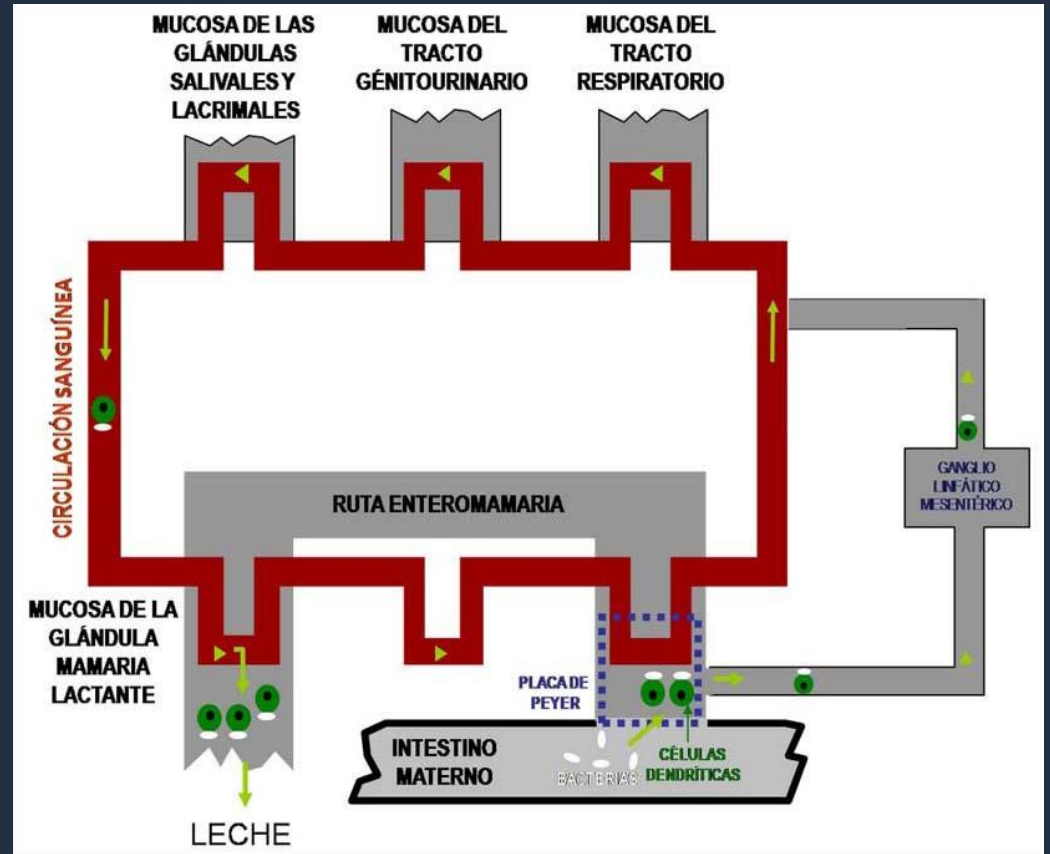 MUCOSA DE LAS
GLÁNDULAS
SALIVALES Y
LACRIMALES
MUCOSA DEL
TRACTO
GÉNITOURINARIO
MUCOSA DEL
TRACTO
RESPIRATORIO
CIRCULACIÓN SANGUÍNEA
GANGLIO
LINFÁTICO
MESENTÉRICO
RUTA ENTEROMAMARIA
MUCOSA DE LA
GLÁNDULA
MAMARIA
LACTANTE
PLACA DE
PEYER
INTESTINO
MATERNO
BACTERIAS
CÉLULAS
DENDRÍTICAS
LECHE